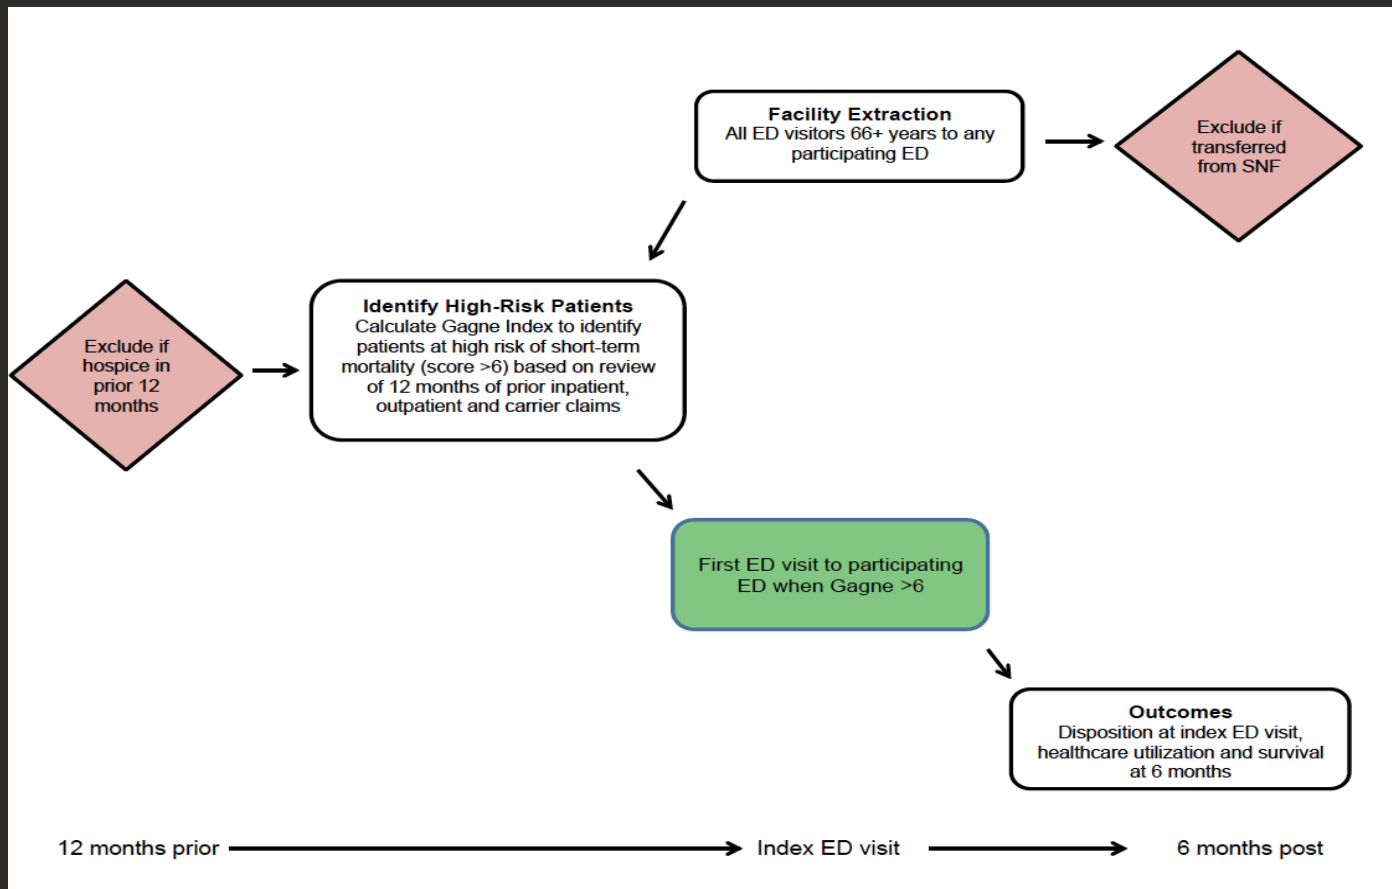 Facility Extraction
All ED visitors 66+ years to any
participating ED
Exclude if
transferred
from SNF
Exclude if
hospice in
prior 12
months
Identify High-Risk Patients
Calculate Gagne Index to identify
patients at high risk of short-term
mortality (score >6) based on review
of 12 months of prior inpatient,
outpatient and carrier claims
First ED visit to participating
ED when Gagne >6
Outcomes
Disposition at index ED visit,
healthcare utilization and survival
at 6 months
12 months prior
Index ED visit
6 months post